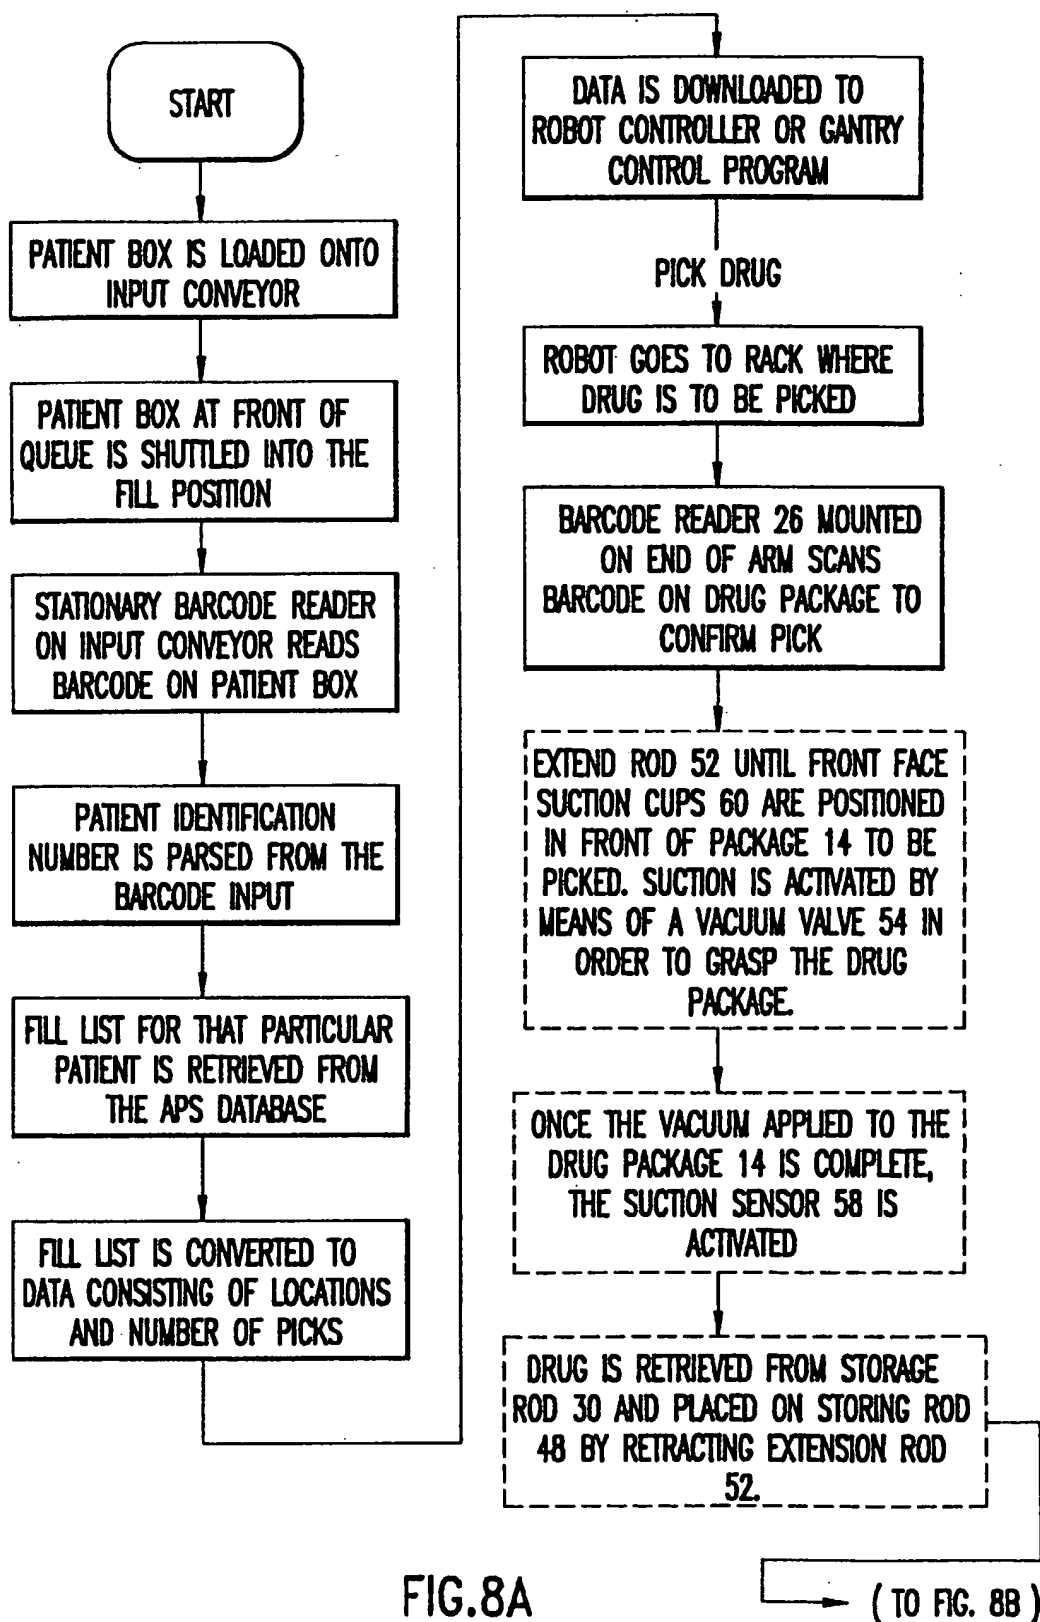 START
PATIENT BOX IS LOADED ONTO
INPUT CONVEYOR
PATIENT BOX AT FRONT OF
QUEUE IS SHUTTLED INTO THE
FILL POSITION
STATIONARY BARCODE READER
ON INPUT CONVEYOR READS
BARCODE ON PATIENT BOX
PATIENT IDENTIFICATION
NUMBER IS PARSED FROM THE
BARCODE INPUT
FILL LIST FOR THAT PARTICULAR
PATIENT IS RETRIEVED FROM
THE APS DATABASE
FILL LIST IS CONVERTED TO
DATA CONSISTING OF LOCATIONS
AND NUMBER OF PICKS
DATA IS DOWNLOADED TO
ROBOT CONTROLLER OR GANTRY
CONTROL PROGRAM
PICK DRUG
ROBOT GOES TO RACK WHERE
DRUG IS TO BE PICKED
BARCODE READER 26 MOUNTED
ON END OF ARM SCANS
BARCODE ON DRUG PACKAGE TO
CONFIRM PICK
EXTEND ROD 52 UNTIL FRONT FACE
SUCTION CUPS 60 ARE POSITIONED
IN FRONT OF PACKAGE 14 TO BE
PICKED. SUCTION IS ACTIVATED BY
MEANS OF A VACUUM VALVE 54 IN
ORDER TO GRASP THE DRUG
PACKAGE.
ONCE THE VACUUM APPLIED TO THE
DRUG PACKAGE 14 IS COMPLETE,
THE SUCTION SENSOR 58 IS
ACTIVATED
DRUG IS RETRIEVED FROM STORAGE
ROD 30 AND PLACED ON STORING ROD
48 BY RETRACTING EXTENSION ROD
52.
(TO FIG. 8B)
FIG.8A